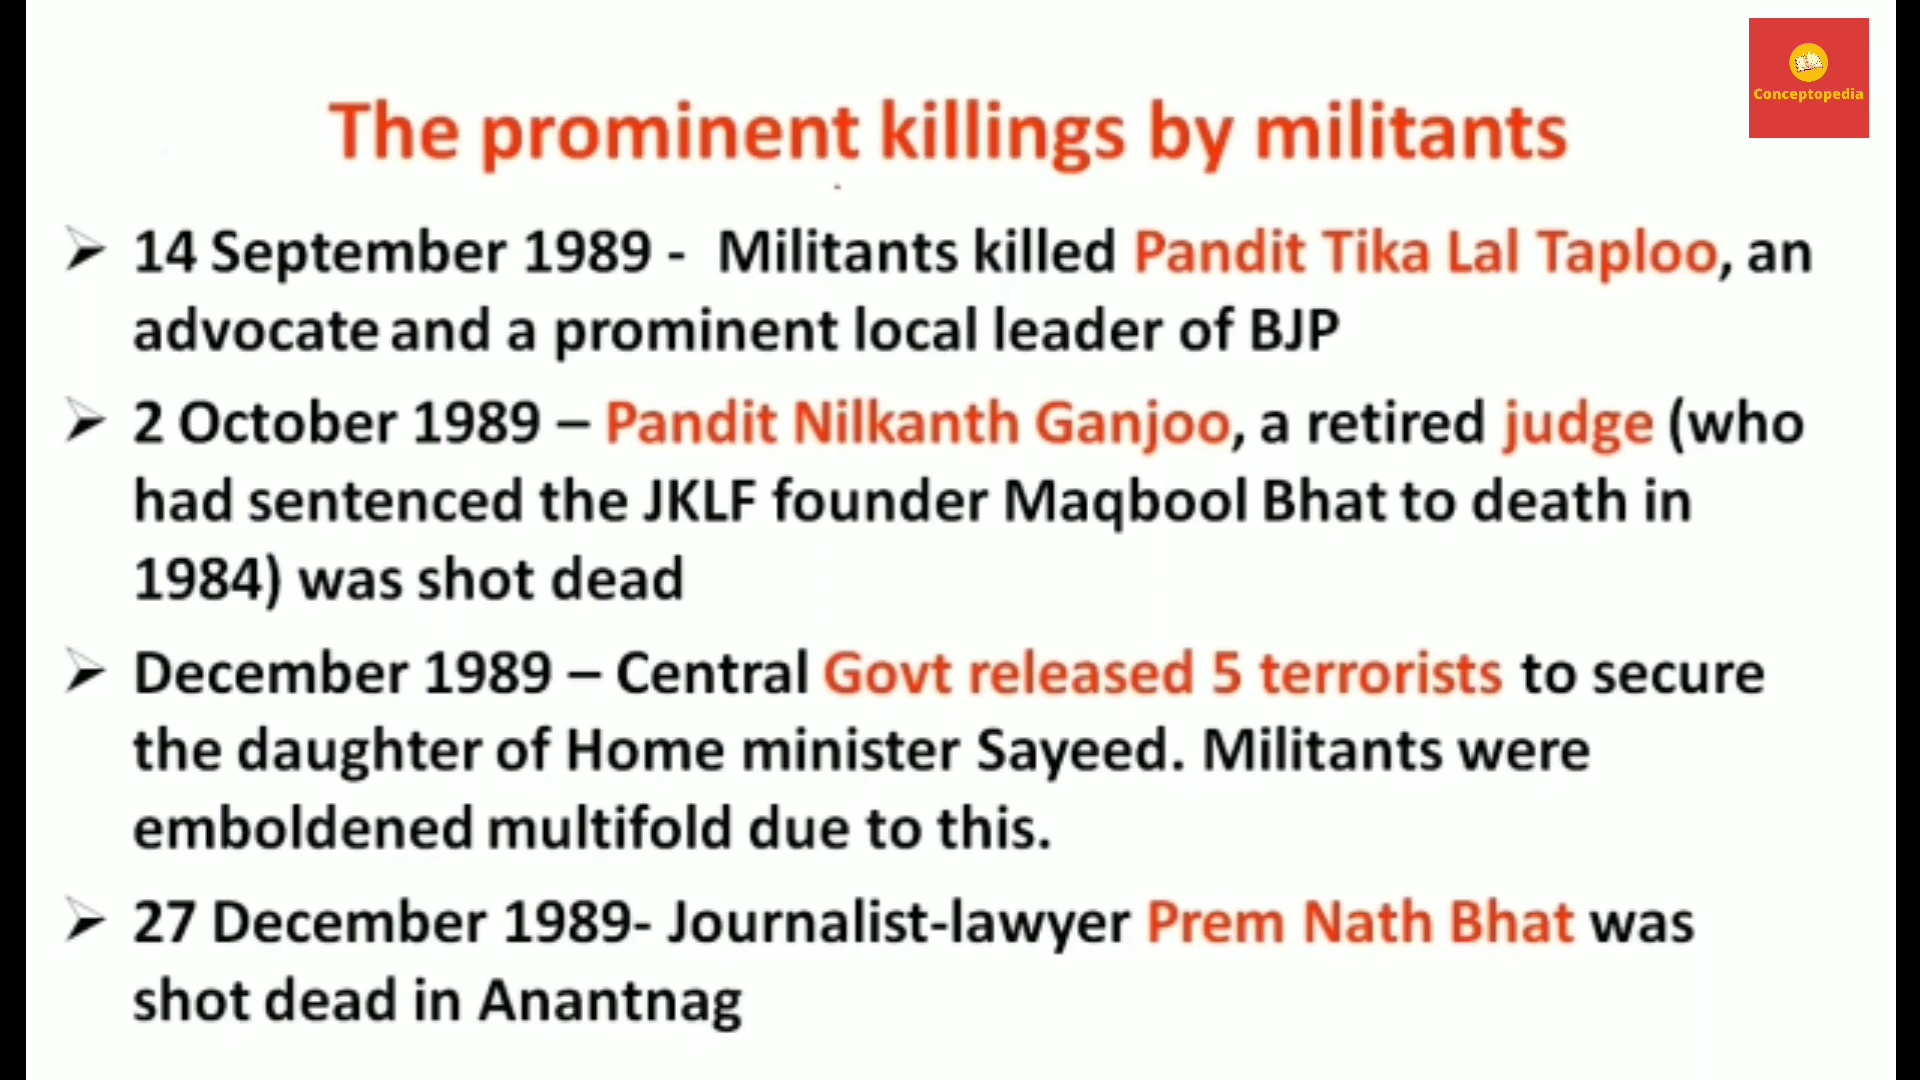 Conceptopedia
The prominent killings by militants
➢ 14 September 1989 - Militants killed Pandit Tika Lal Taploo, an
advocate and a prominent local leader of BJP
➢ 2 October 1989 – Pandit Nilkanth Ganjoo, a retired judge (who
had sentenced the JKLF founder Maqbool Bhat to death in
1984) was shot dead
➢ December 1989 – Central Govt released 5 terrorists to secure
the daughter of Home minister Sayeed. Militants were
emboldened multifold due to this.
➢ 27 December 1989- Journalist-lawyer Prem Nath Bhat was
shot dead in Anantnag